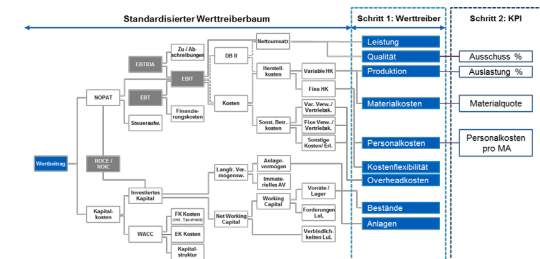 Standardisierter Werttreiberbaum
Schritt 1: Werttreiber
Schritt 2: KPI
Wertbeitrag
NOPAT
Kapital-
kosten
EBITDA
EBT
Steueraufw.
ROCE /
ROIC
Investiertes
Kapital
WACC
Zu / Ab-
schreibungen
EBIT
Finanzie-
rungskosten
FK Kosten
EK Kosten
Kapital-
struktur
DB II
Kosten
Langfr. Ver-
mögensw.
Net Working
Capital
Nettoumsatz
Herstell-
kosten
Sonst. Betr.-
kosten
Anlage-
vermögen
Immate-
rielles AV
Working
Capital
Verbindlich-
keiten LuL
Variable HK
Fixe HK
Var. Verw. /
Vertriebsk.
Fixe Verw. /
Vertriebsk.
Sonstige
Kosten/ Erl.
Vorräte /
Lager
Forderungen
LuL
Leistung
Qualität
Produktion
Materialkosten
Personalkosten
Kostenflexibilität
Overheadkosten
Bestände
Anlagen
Ausschuss %
Auslastung %
Materialquote
Personalkosten
pro MA